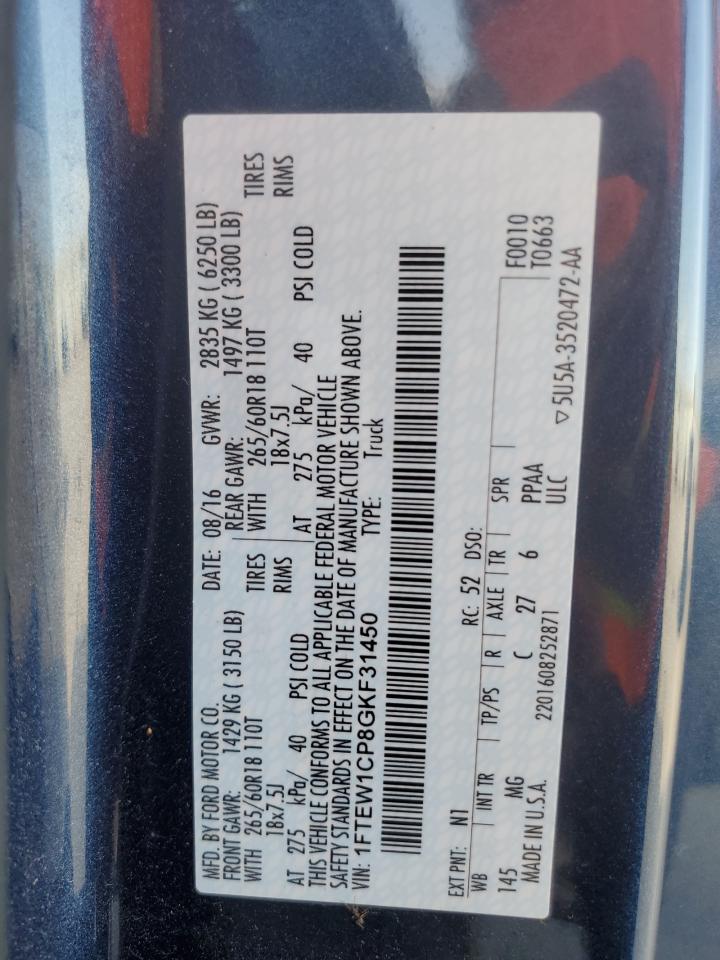 MFD. BY FORD MOTOR CO. DATE: 08/16 GVWR: 2835 KG ( 6250 LB)
FRONT GAWR: 1429 KG ( 3150 LB) REAR GAWR: 1497 KG ( 3300 LB)
WITH 265/60R18 110T TIRES WITH 265/60R18 110T TIRES
18x7.5J RIMS 18x7.5J RIMS
AT 275 kPa/ 40 PSI COLD AT 275 kPa/ 40 PSI COLD
THIS VEHICLE CONFORMS TO ALL APPLICABLE FEDERAL MOTOR VEHICLE
SAFETY STANDARDS IN EFFECT ON THE DATE OF MANUFACTURE SHOWN ABOVE.
VIN: 1FTEW1CP8GKF31450 TYPE: Truck
EXT PNT: N1 RC: 52 DSO:
WB INT TR TP/PS R AXLE TR SPR F0010
T0663
145 MG C 27 6 PPAA
ULC
MADE IN U.S.A. 2201608252871 ▽5U5A-3520472-AA